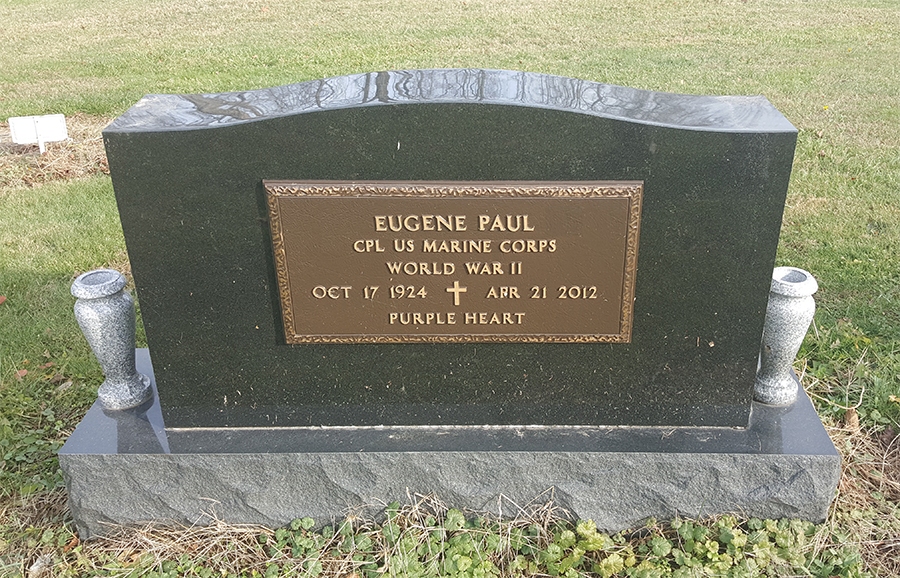 EUGENE PAUL
CPL US MARINE CORPS
WORLD WAR II
OCT 17 1924 ✝ APR 21 2012
PURPLE HEART